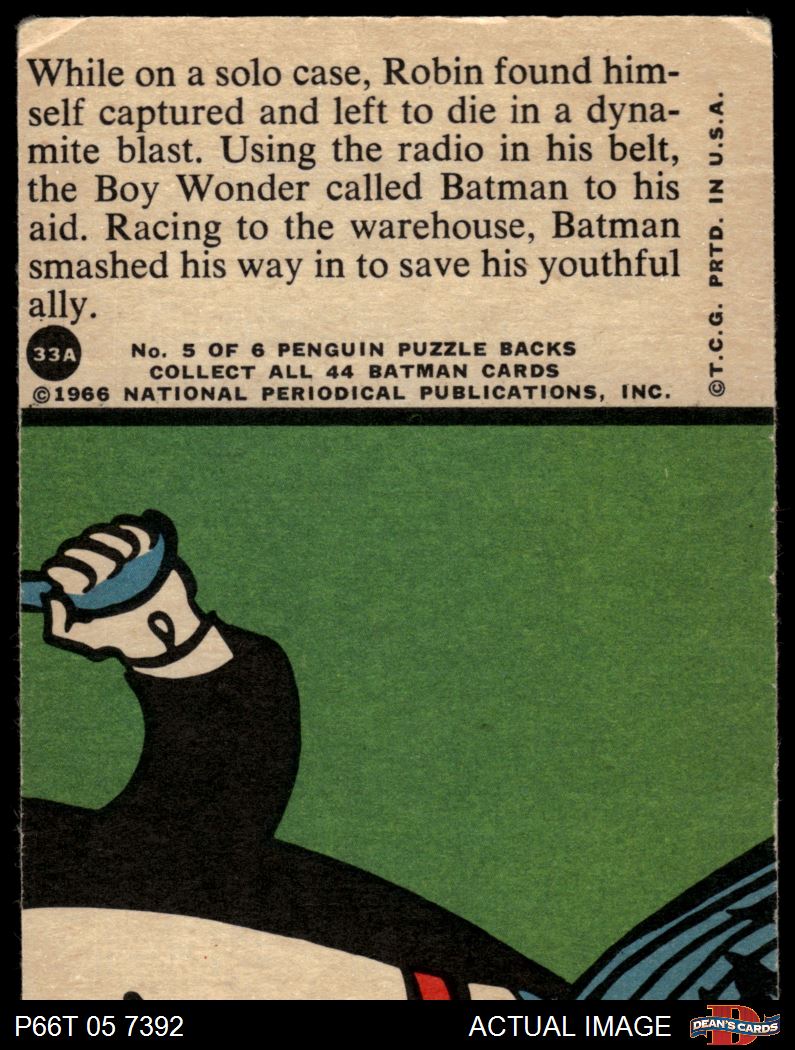 While on a solo case, Robin found him-
self captured and left to die in a dyna-
mite blast. Using the radio in his belt,
the Boy Wonder called Batman to his
aid. Racing to the warehouse, Batman
smashed his way in to save his youthful
ally.
33A
No. 5 OF 6 PENGUIN PUZZLE BACKS
COLLECT ALL 44 BATMAN CARDS
©1966 NATIONAL PERIODICAL PUBLICATIONS, INC.
©T.C.G. PRTD. IN U.S.A.
P66T 05 7392
ACTUAL IMAGE
D
DEAN'S CARDS